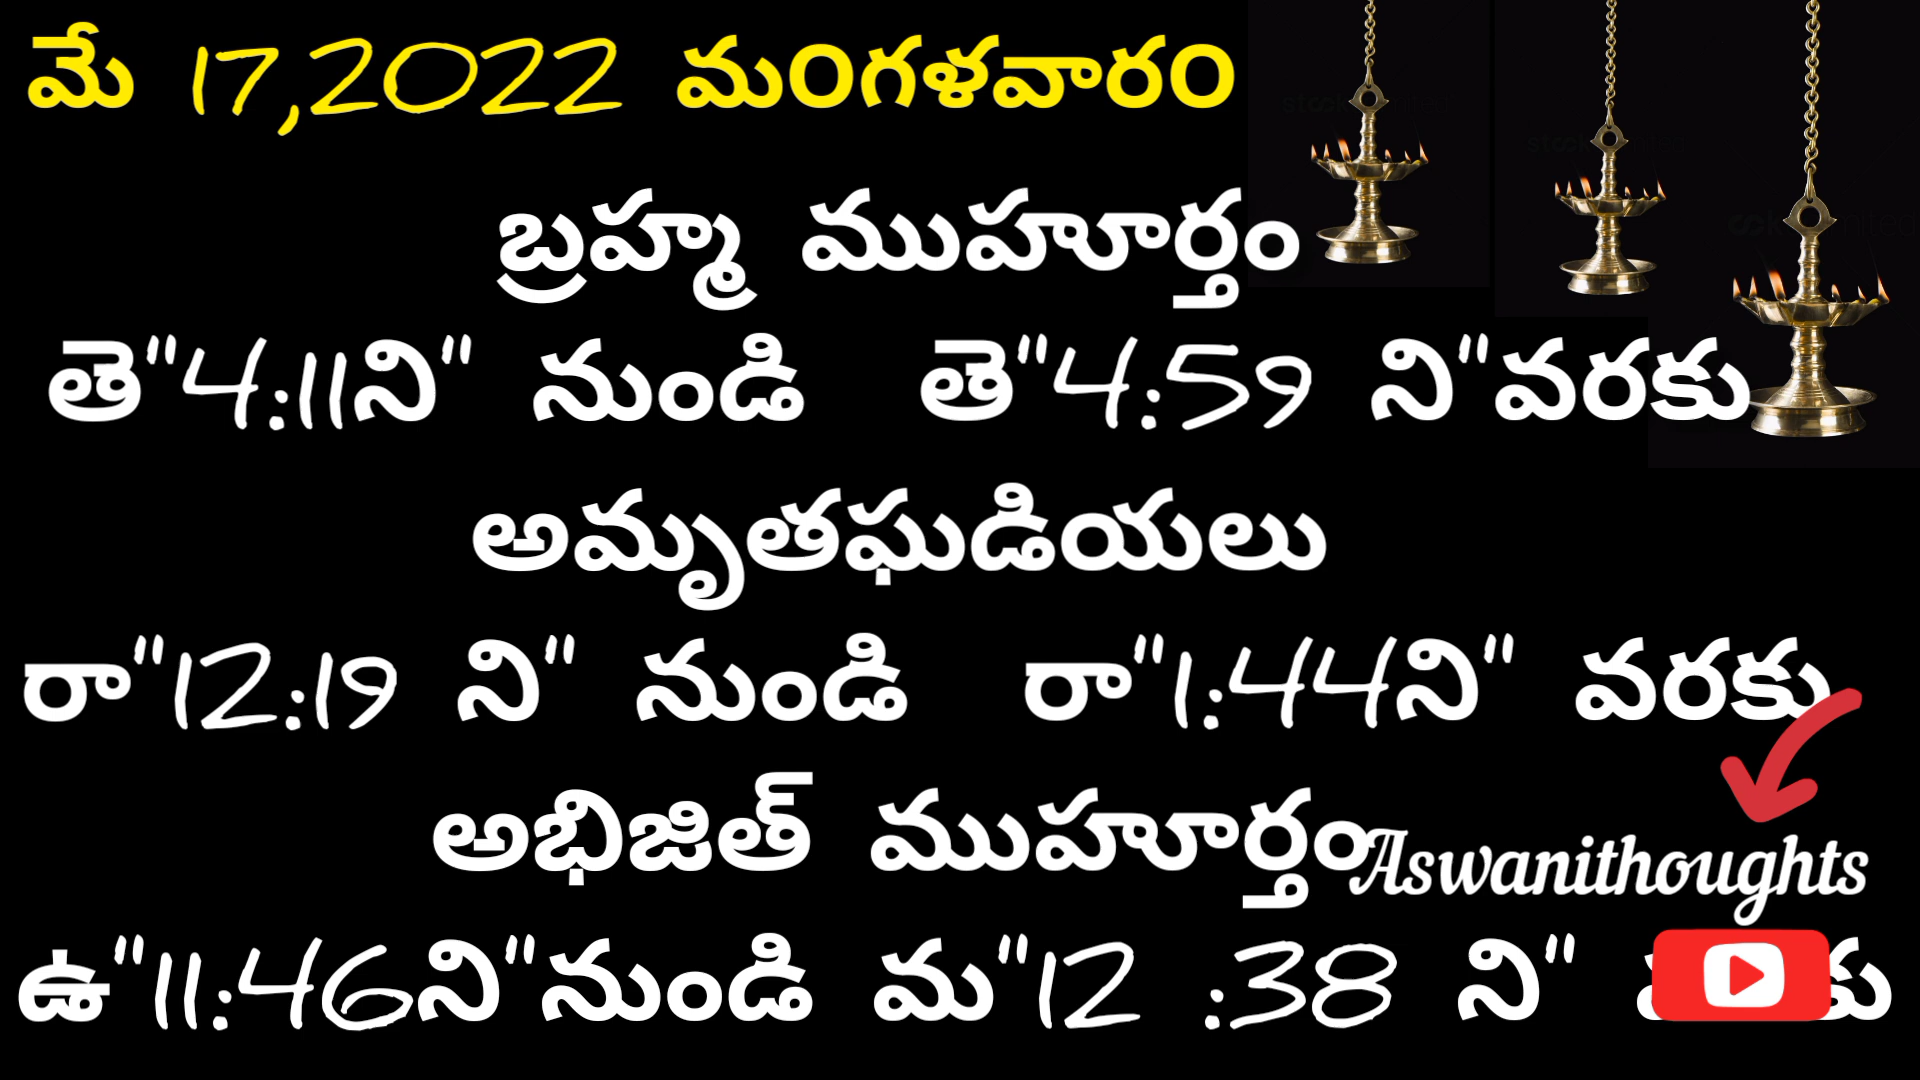 మే 17,2022 మంగళవారం
బ్రహ్మ ముహూర్తం
తె"4:11ని" నుండి తె"4:59 ని"వరకు
అమృతఘడియలు
రా"12:19 ని" నుండి రా"1:44ని" వరకు
అభిజిత్ ముహూర్తం
Aswanithoughts
ఉ"11:46ని"నుండి మ"12 :38 ని"